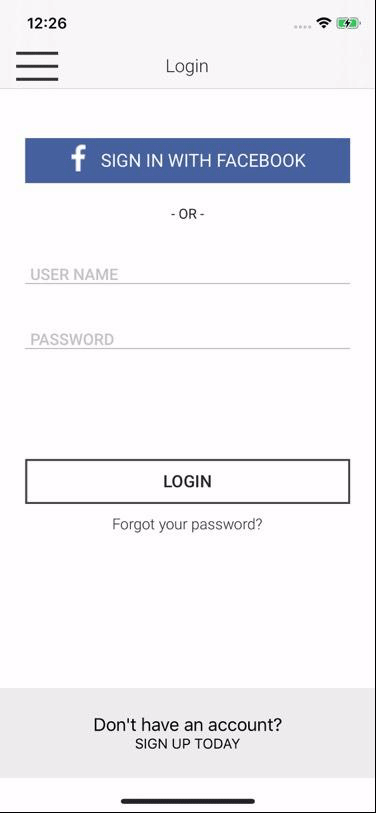 12:26
Login
f SIGN IN WITH FACEBOOK
- OR -
USER NAME
PASSWORD
LOGIN
Forgot your password?
Don't have an account?
SIGN UP TODAY